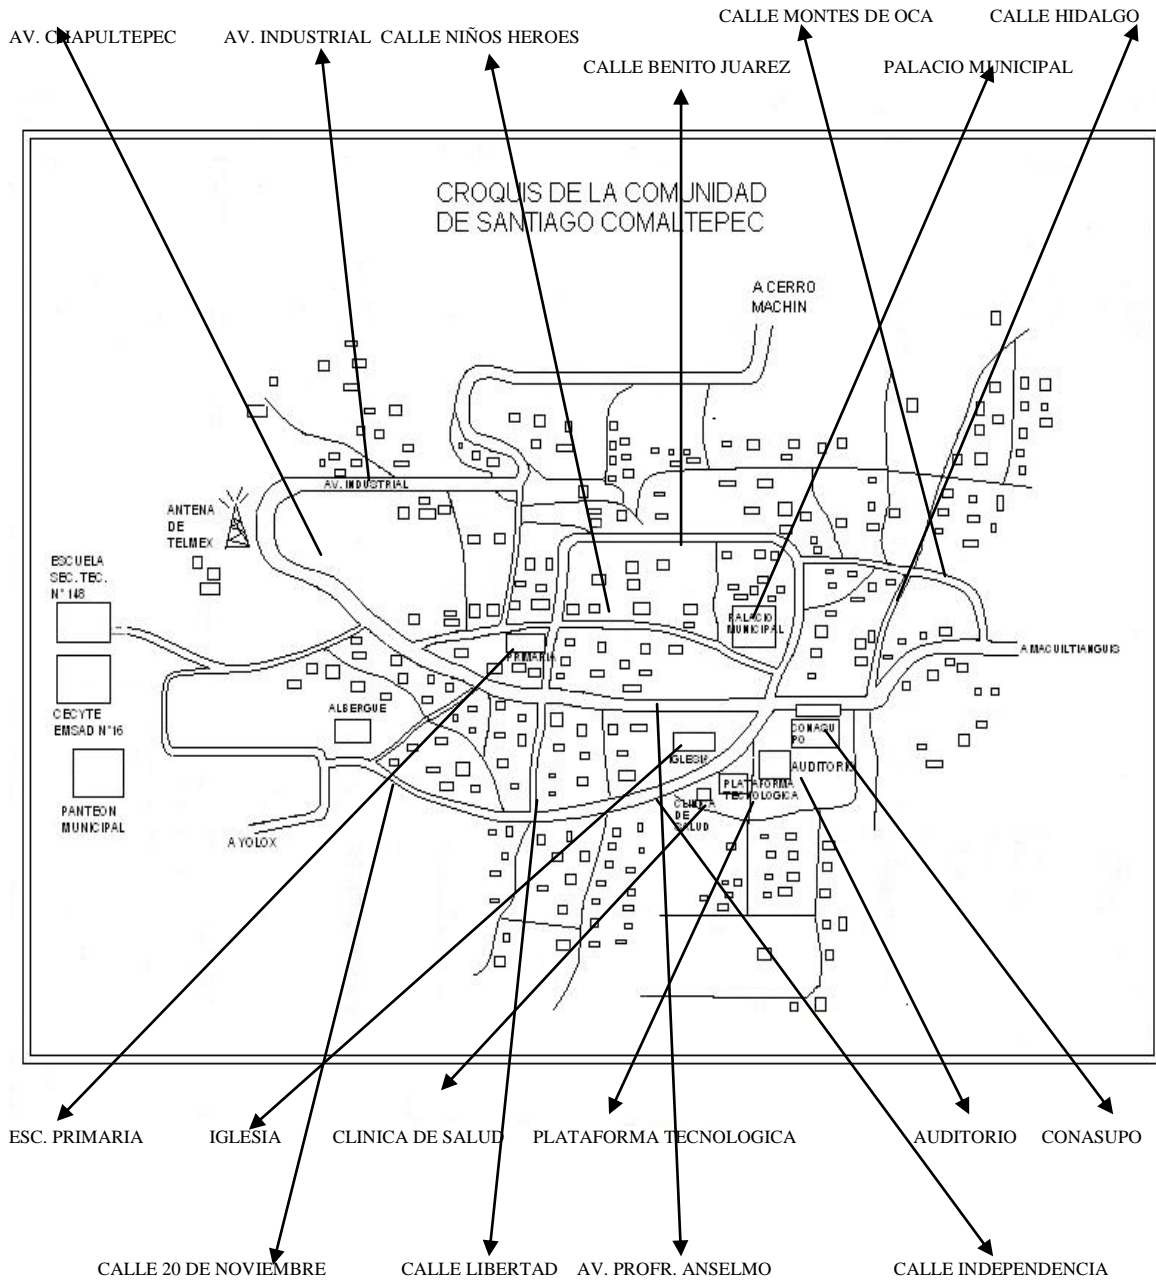 CALLE MONTES DE OCA
CALLE HIDALGO
AV. CHAPULTEPEC
AV. INDUSTRIAL
CALLE NIÑOS HEROES
CALLE BENITO JUAREZ
PALACIO MUNICIPAL
CROQUIS DE LA COMUNIDAD
DE SANTIAGO COMALTEPEC
A CERRO
MACHIN
AV. INDUSTRIAL
ANTENA
DE
TELMEX
ESCUELA
SEC. TEC.
N° 148
PALACIO
MUNICIPAL
PRIMARIA
A MACUILTIANGUIS
CECYTE
EMSAD N°16
ALBERGUE
CONASU
PO
IGLESIA
AUDITORIO
PLATAFORMA
TECNOLOGICA
CLINICA
DE
SALUD
PANTEON
MUNICIPAL
A YOLOX
ESC. PRIMARIA
IGLESIA
CLINICA DE SALUD
PLATAFORMA TECNOLOGICA
AUDITORIO
CONASUPO
CALLE 20 DE NOVIEMBRE
CALLE LIBERTAD
AV. PROFR. ANSELMO
CALLE INDEPENDENCIA